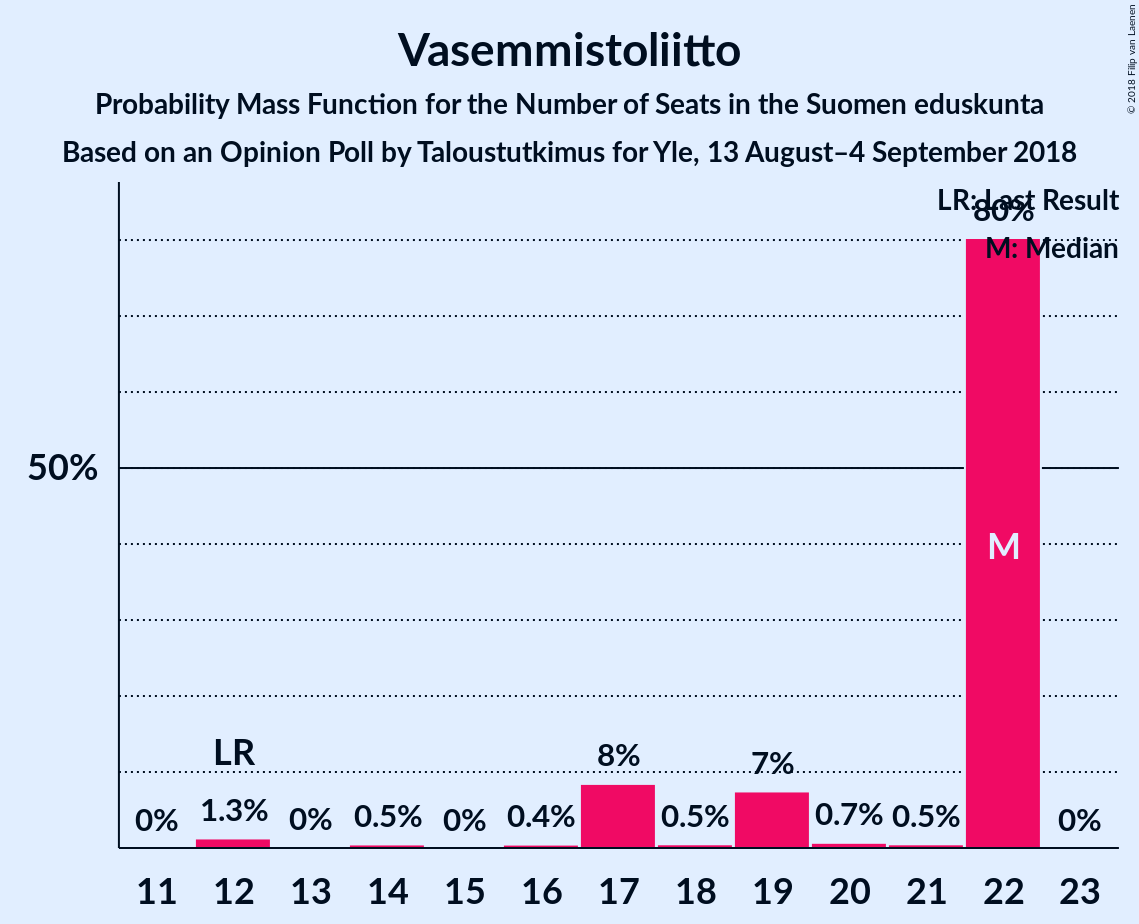 Vasemmistoliitto
Probability Mass Function for the Number of Seats in the Suomen eduskunta
Based on an Opinion Poll by Taloustutkimus for Yle, 13 August–4 September 2018
© 2018 Filip van Laenen
LR: Last Result
M: Median
50%
0%
LR
1.3%
0%
0.5%
0%
0.4%
8%
0.5%
7%
0.7%
0.5%
80%
M
0%
11 12 13 14 15 16 17 18 19 20 21 22 23